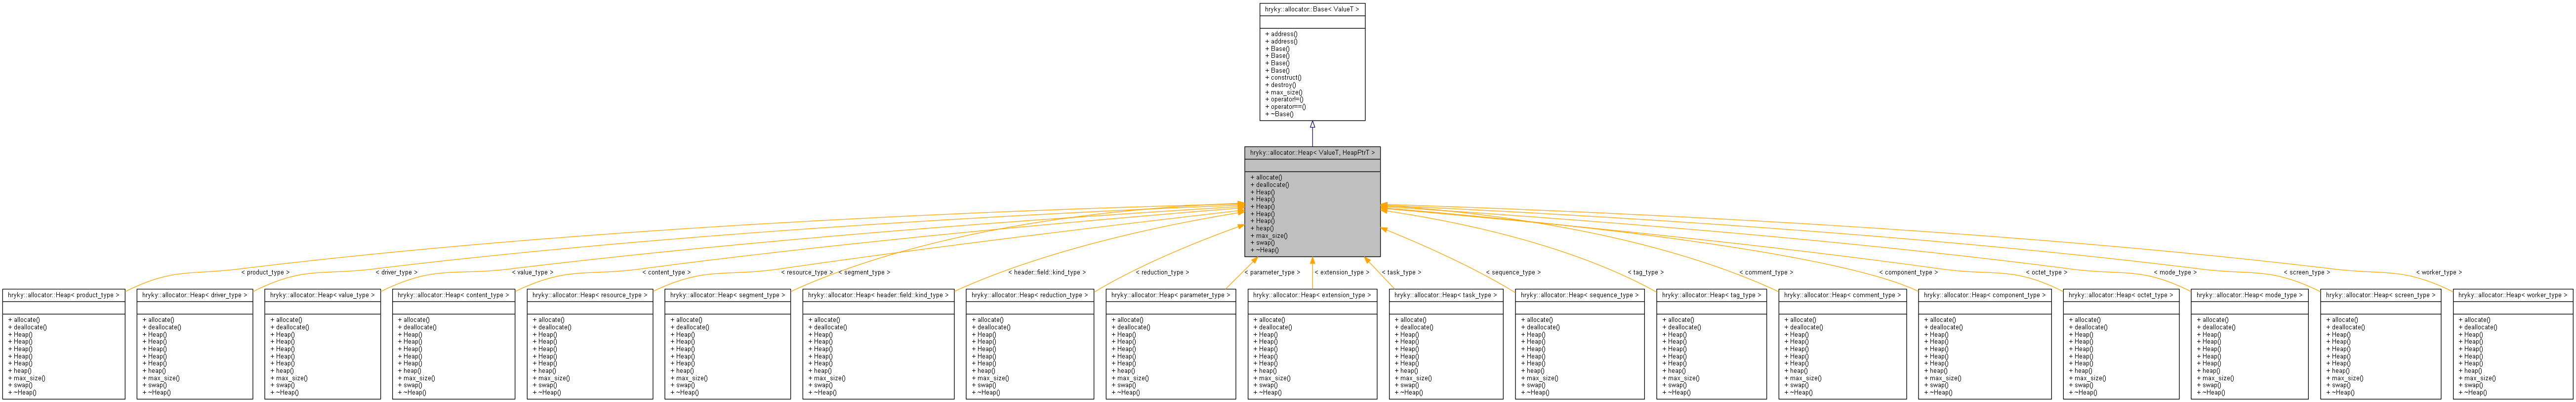 hryky::allocator::Base< ValueT >
+ address()
+ address()
+ Base()
+ Base()
+ Base()
+ Base()
+ construct()
+ destroy()
+ max_size()
+ operator!=()
+ operator==()
+ ~Base()
hryky::allocator::Heap< ValueT, HeapPtrT >
+ allocate()
+ deallocate()
+ Heap()
+ Heap()
+ Heap()
+ Heap()
+ Heap()
+ heap()
+ max_size()
+ swap()
+ ~Heap()
< product_type >
< driver_type >
< value_type >
< content_type >
< resource_type >
< segment_type >
< header::field::kind_type >
< reduction_type >
< parameter_type >
< extension_type >
< task_type >
< sequence_type >
< tag_type >
< comment_type >
< component_type >
< octet_type >
< mode_type >
< screen_type >
< worker_type >
hryky::allocator::Heap< product_type >
+ allocate()
+ deallocate()
+ Heap()
+ Heap()
+ Heap()
+ Heap()
+ Heap()
+ heap()
+ max_size()
+ swap()
+ ~Heap()
hryky::allocator::Heap< driver_type >
+ allocate()
+ deallocate()
+ Heap()
+ Heap()
+ Heap()
+ Heap()
+ Heap()
+ heap()
+ max_size()
+ swap()
+ ~Heap()
hryky::allocator::Heap< value_type >
+ allocate()
+ deallocate()
+ Heap()
+ Heap()
+ Heap()
+ Heap()
+ Heap()
+ heap()
+ max_size()
+ swap()
+ ~Heap()
hryky::allocator::Heap< content_type >
+ allocate()
+ deallocate()
+ Heap()
+ Heap()
+ Heap()
+ Heap()
+ Heap()
+ heap()
+ max_size()
+ swap()
+ ~Heap()
hryky::allocator::Heap< resource_type >
+ allocate()
+ deallocate()
+ Heap()
+ Heap()
+ Heap()
+ Heap()
+ Heap()
+ heap()
+ max_size()
+ swap()
+ ~Heap()
hryky::allocator::Heap< segment_type >
+ allocate()
+ deallocate()
+ Heap()
+ Heap()
+ Heap()
+ Heap()
+ Heap()
+ heap()
+ max_size()
+ swap()
+ ~Heap()
hryky::allocator::Heap< header::field::kind_type >
+ allocate()
+ deallocate()
+ Heap()
+ Heap()
+ Heap()
+ Heap()
+ Heap()
+ heap()
+ max_size()
+ swap()
+ ~Heap()
hryky::allocator::Heap< reduction_type >
+ allocate()
+ deallocate()
+ Heap()
+ Heap()
+ Heap()
+ Heap()
+ Heap()
+ heap()
+ max_size()
+ swap()
+ ~Heap()
hryky::allocator::Heap< parameter_type >
+ allocate()
+ deallocate()
+ Heap()
+ Heap()
+ Heap()
+ Heap()
+ Heap()
+ heap()
+ max_size()
+ swap()
+ ~Heap()
hryky::allocator::Heap< extension_type >
+ allocate()
+ deallocate()
+ Heap()
+ Heap()
+ Heap()
+ Heap()
+ Heap()
+ heap()
+ max_size()
+ swap()
+ ~Heap()
hryky::allocator::Heap< task_type >
+ allocate()
+ deallocate()
+ Heap()
+ Heap()
+ Heap()
+ Heap()
+ Heap()
+ heap()
+ max_size()
+ swap()
+ ~Heap()
hryky::allocator::Heap< sequence_type >
+ allocate()
+ deallocate()
+ Heap()
+ Heap()
+ Heap()
+ Heap()
+ Heap()
+ heap()
+ max_size()
+ swap()
+ ~Heap()
hryky::allocator::Heap< tag_type >
+ allocate()
+ deallocate()
+ Heap()
+ Heap()
+ Heap()
+ Heap()
+ Heap()
+ heap()
+ max_size()
+ swap()
+ ~Heap()
hryky::allocator::Heap< comment_type >
+ allocate()
+ deallocate()
+ Heap()
+ Heap()
+ Heap()
+ Heap()
+ Heap()
+ heap()
+ max_size()
+ swap()
+ ~Heap()
hryky::allocator::Heap< component_type >
+ allocate()
+ deallocate()
+ Heap()
+ Heap()
+ Heap()
+ Heap()
+ Heap()
+ heap()
+ max_size()
+ swap()
+ ~Heap()
hryky::allocator::Heap< octet_type >
+ allocate()
+ deallocate()
+ Heap()
+ Heap()
+ Heap()
+ Heap()
+ Heap()
+ heap()
+ max_size()
+ swap()
+ ~Heap()
hryky::allocator::Heap< mode_type >
+ allocate()
+ deallocate()
+ Heap()
+ Heap()
+ Heap()
+ Heap()
+ Heap()
+ heap()
+ max_size()
+ swap()
+ ~Heap()
hryky::allocator::Heap< screen_type >
+ allocate()
+ deallocate()
+ Heap()
+ Heap()
+ Heap()
+ Heap()
+ Heap()
+ heap()
+ max_size()
+ swap()
+ ~Heap()
hryky::allocator::Heap< worker_type >
+ allocate()
+ deallocate()
+ Heap()
+ Heap()
+ Heap()
+ Heap()
+ Heap()
+ heap()
+ max_size()
+ swap()
+ ~Heap()